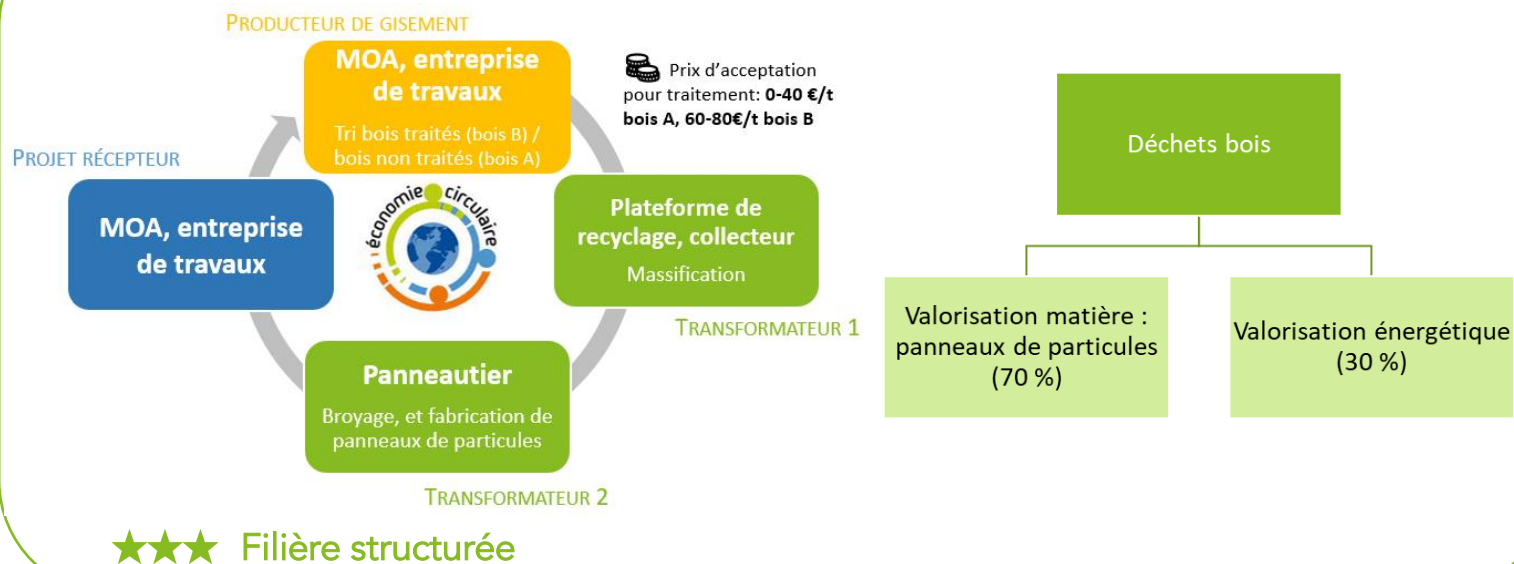 PRODUCTEUR DE GISEMENT
MOA, entreprise
de travaux
Tri bois traités (bois B) /
bois non traités (bois A)
Prix d'acceptation
pour traitement: 0-40 €/t
bois A, 60-80€/t bois B
PROJET RÉCEPTEUR
MOA, entreprise
de travaux
économie circulaire
Plateforme de
recyclage, collecteur
Massification
TRANSFORMATEUR 1
Panneautier
Broyage, et fabrication de
panneaux de particules
TRANSFORMATEUR 2
Déchets bois
Valorisation matière :
panneaux de particules
(70 %)
Valorisation énergétique
(30 %)
★★★ Filière structurée